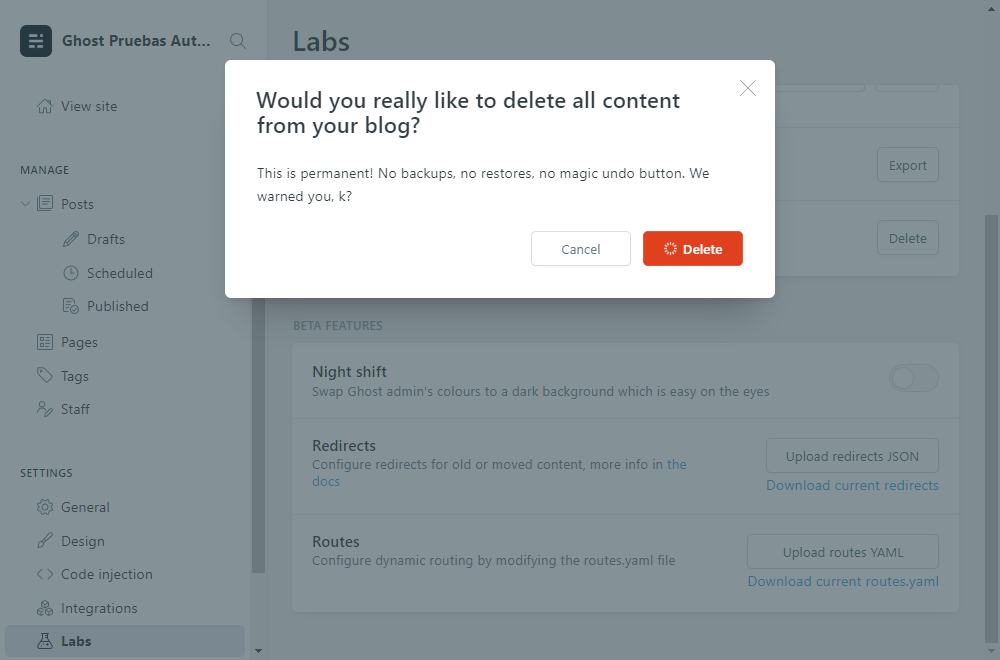 Ghost Pruebas Aut...
View site
MANAGE
Posts
Drafts
Scheduled
Published
Pages
Tags
Staff
SETTINGS
General
Design
Code injection
Integrations
Labs
Labs
Would you really like to delete all content
from your blog?
This is permanent! No backups, no restores, no magic undo button. We
warned you, k?
Cancel
Delete
Export
Delete
BETA FEATURES
Night shift
Swap Ghost admin's colours to a dark background which is easy on the eyes
Redirects
Configure redirects for old or moved content, more info in the
docs
Upload redirects JSON
Download current redirects
Routes
Configure dynamic routing by modifying the routes.yaml file
Upload routes YAML
Download current routes.yaml